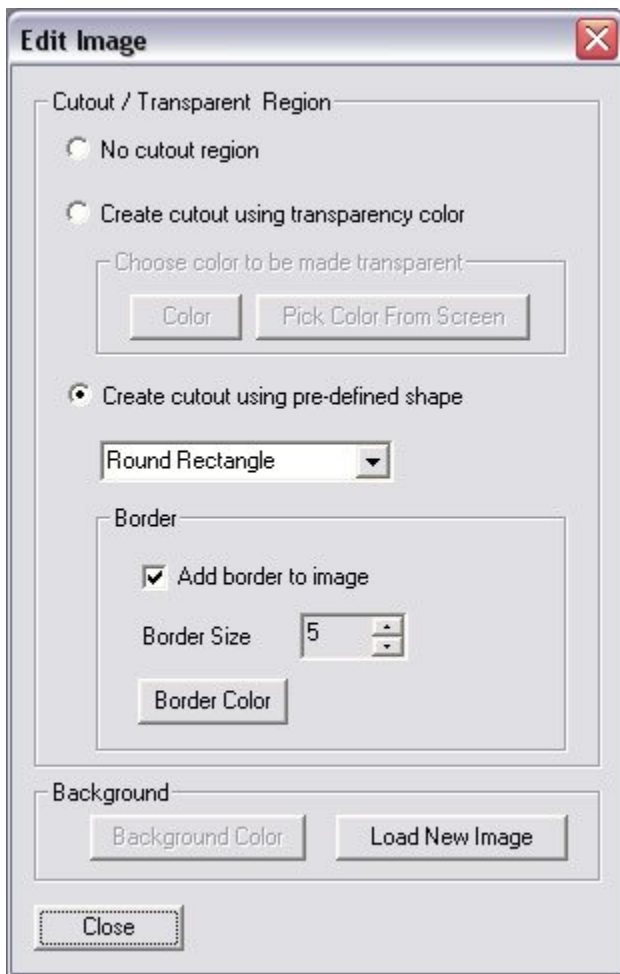 Edit Image
Cutout / Transparent Region
No cutout region
Create cutout using transparency color
Choose color to be made transparent
Color Pick Color From Screen
Create cutout using pre-defined shape
Round Rectangle
Border
Add border to image
Border Size 5
Border Color
Background
Background Color Load New Image
Close